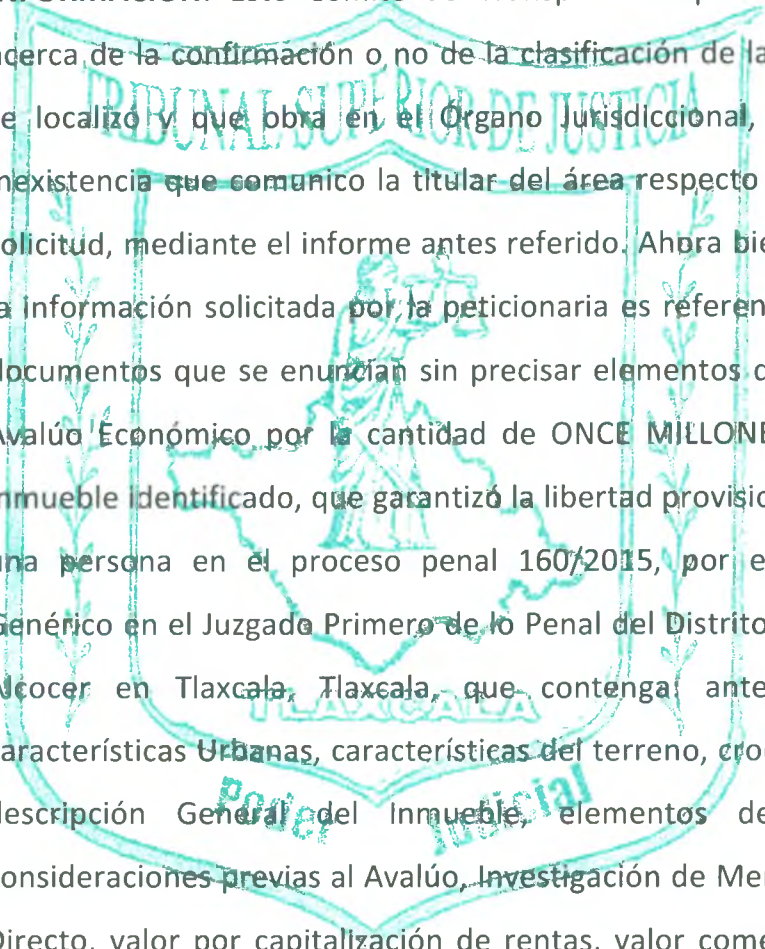 acerca de la confirmación o no de la clasificación de la
e localizó y que obra en el Órgano Jurisdiccional,
nexistencia que comunico la titular del área respecto
olicitud, mediante el informe antes referido. Ahora bie
a información solicitada por la peticionaria es referen
documentos que se enuncian sin precisar elementos d
Avalúo Económico por la cantidad de ONCE MILLONE
nmueble identificado, que garantizó la libertad provisio
una persona en el proceso penal 160/2015, por e
Genérico en el Juzgado Primero de lo Penal del Distrito
Alcocer en Tlaxcala, Tlaxcala, que contenga: ante
aracterísticas Urbanas, características del terreno, cro
descripción General del Inmueble, elementos de
onsideraciones previas al Avalúo, Investigación de Mer
Directo, valor por capitalización de rentas, valor come
TRIBUNAL SUPERIOR DE JUSTICIA
TLAXCALA
Poder Judicial